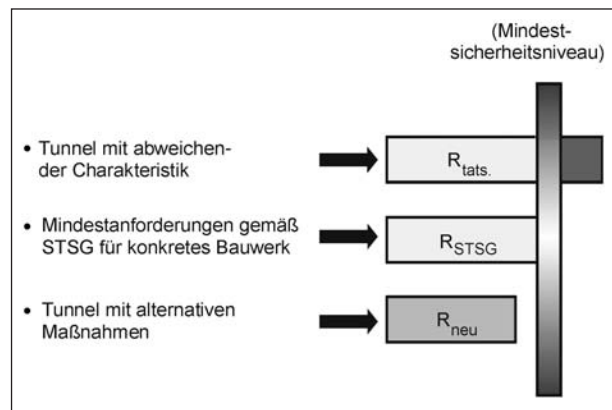 (Mindest-
sicherheitsniveau)
• Tunnel mit abweichen-
der Charakteristik
R_tats.
• Mindestanforderungen gemäß
STSG für konkretes Bauwerk
R_STSG
• Tunnel mit alternativen
Maßnahmen
R_neu